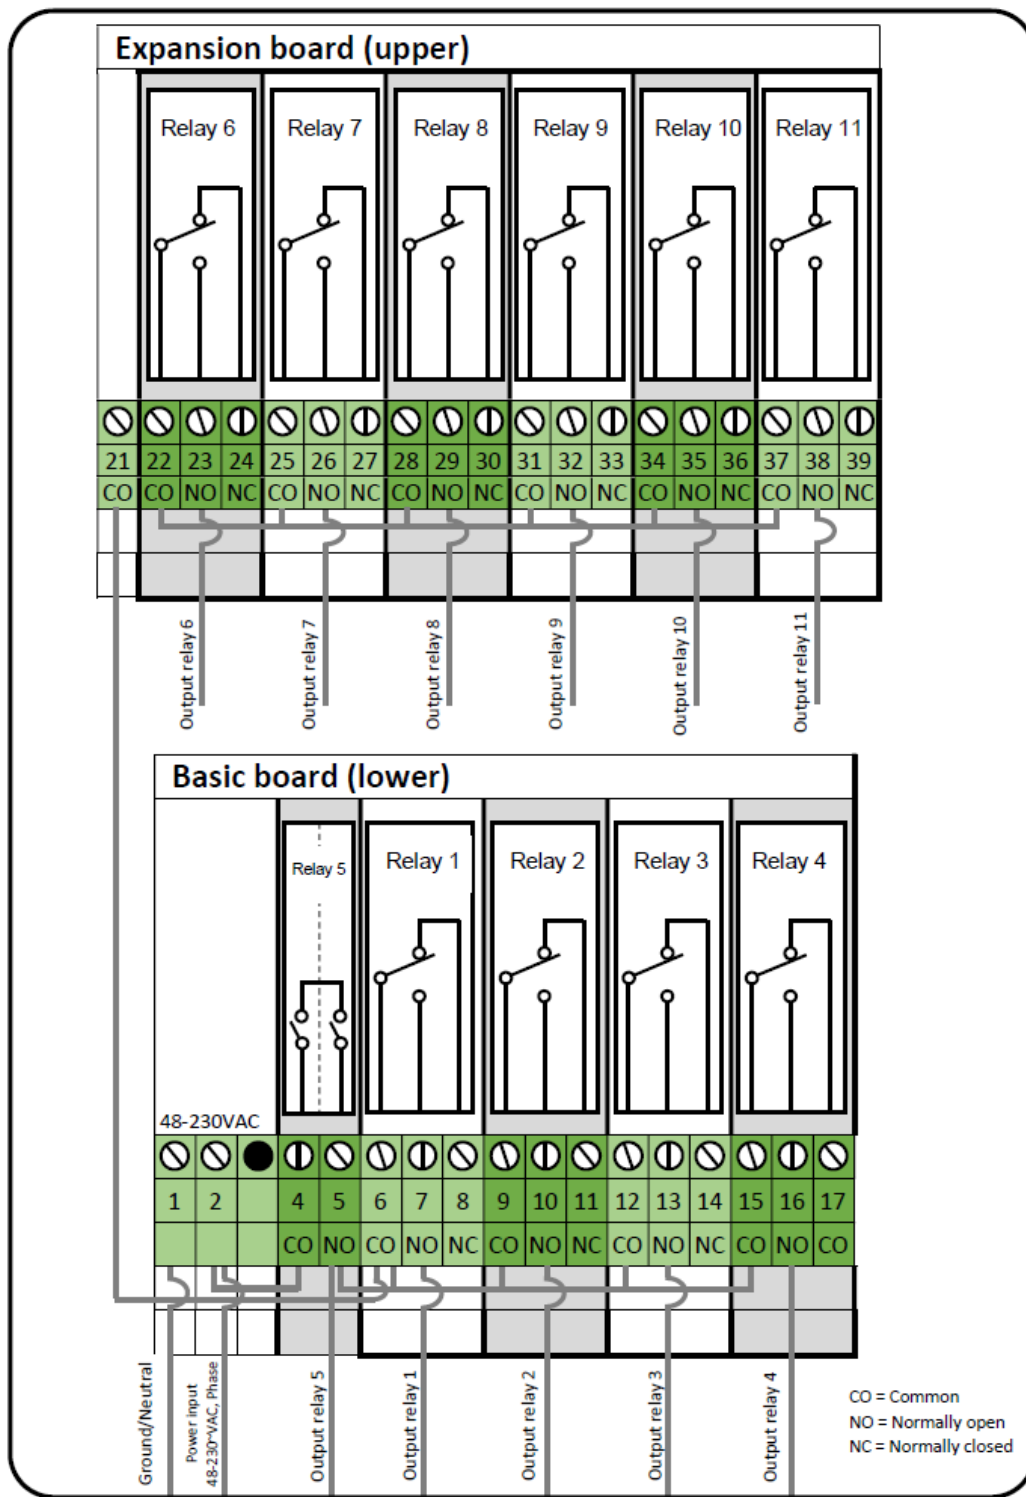 Expansion board (upper)
Relay 6 Relay 7 Relay 8 Relay 9 Relay 10 Relay 11
21 22 23 24 25 26 27 28 29 30 31 32 33 34 35 36 37 38 39
CO CO NO NC CO NO NC CO NO NC CO NO NC CO NO NC CO NO NC
Output relay 6
Output relay 7
Output relay 8
Output relay 9
Output relay 10
Output relay 11
Basic board (lower)
Relay 5 Relay 1 Relay 2 Relay 3 Relay 4
48-230VAC
1 2 4 5 6 7 8 9 10 11 12 13 14 15 16 17
CO NO CO NO NC CO NO NC CO NO NC CO NO CO
Ground/Neutral
Power input
48-230~VAC, Phase
Output relay 5
Output relay 1
Output relay 2
Output relay 3
Output relay 4
CO = Common
NO = Normally open
NC = Normally closed